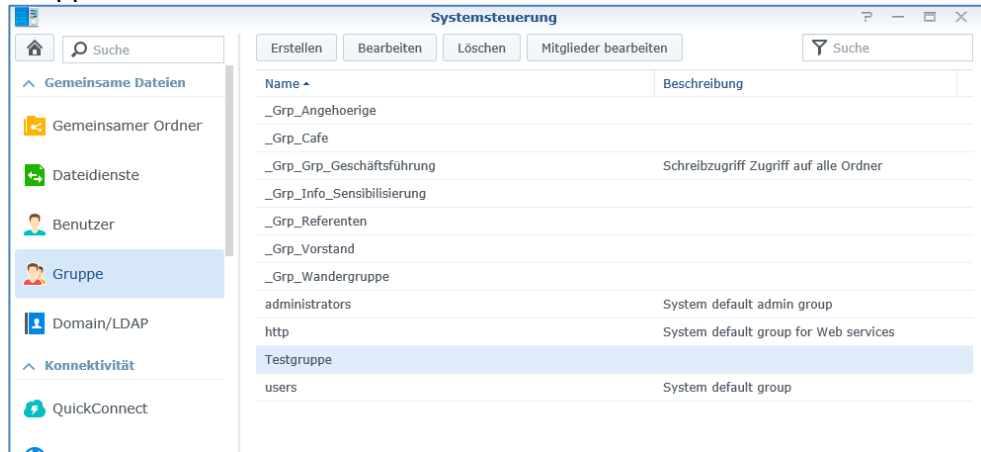 Systemsteuerung
Suche
Gemeinsame Dateien
Gemeinsamer Ordner
Dateidienste
Benutzer
Gruppe
Domain/LDAP
Konnektivität
QuickConnect
Erstellen Bearbeiten Löschen Mitglieder bearbeiten Suche
Name Beschreibung
_Grp_Angehoerige
_Grp_Cafe
_Grp_Grp_Geschäftsführung Schreibzugriff Zugriff auf alle Ordner
_Grp_Info_Sensibilisierung
_Grp_Referenten
_Grp_Vorstand
_Grp_Wandergruppe
administrators System default admin group
http System default group for Web services
Testgruppe
users System default group